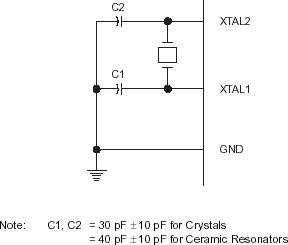 C2
XTAL2
C1
XTAL1
GND
Note: C1, C2 = 30 pF ±10 pF for Crystals
= 40 pF ±10 pF for Ceramic Resonators